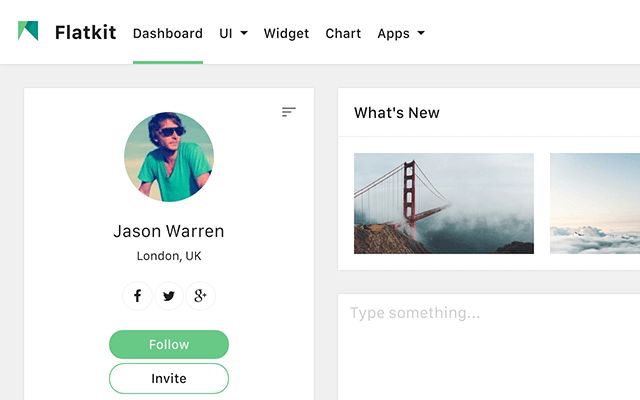 Flatkit Dashboard UI Widget Chart Apps
Jason Warren
London, UK
Follow
Invite
What's New
Type something...